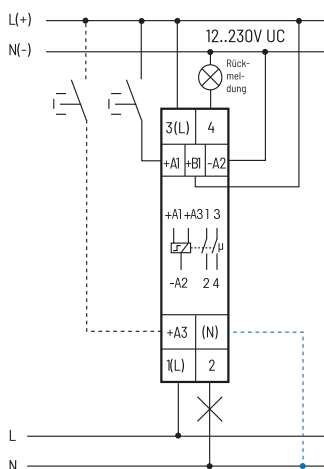 L(+)
12..230V UC
N(-)
Rück-
mel-
dung
3(L) 4
+A1 +B1 -A2
+A1 +A3 1 3
µ
-A2 2 4
+A3 (N)
1(L) 2
L
N